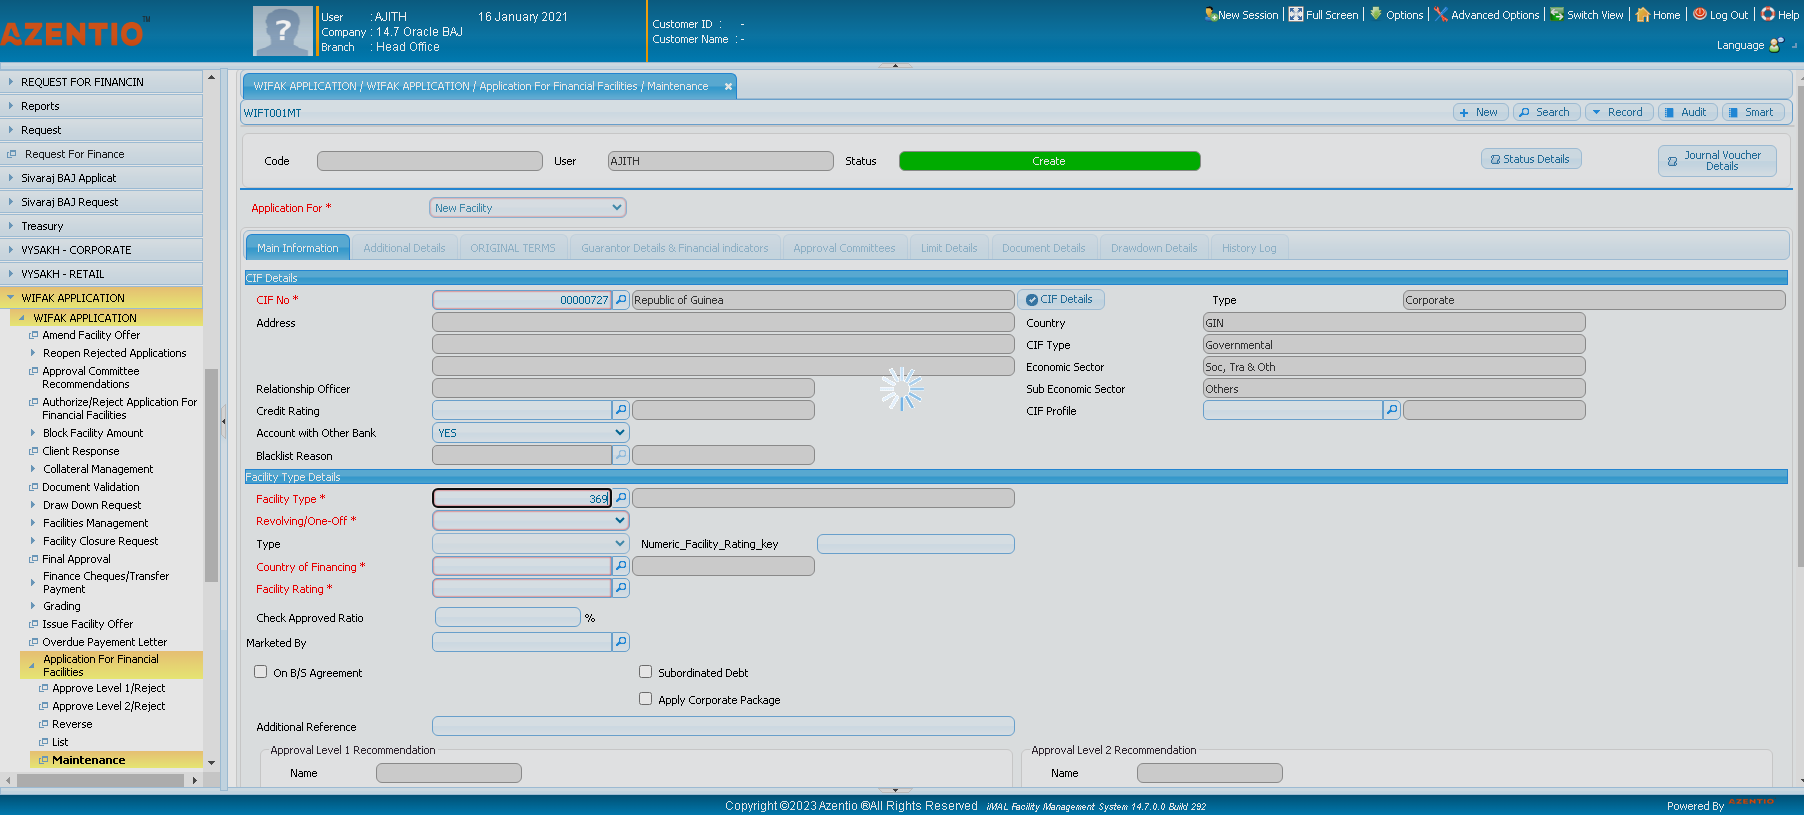 AZENTIO™
User : AJITH 16 January 2021
Company : 14.7 Oracle BAJ
Branch : Head Office
Customer ID : -
Customer Name : -
New Session | Full Screen | Options | Advanced Options | Switch View | Home | Log Out | Help
Language
REQUEST FOR FINANCIN
Reports
Request
Request For Finance
Sivaraj BAJ Applicat
Sivaraj BAJ Request
Treasury
VYSAKH - CORPORATE
VYSAKH - RETAIL
WIFAK APPLICATION
WIFAK APPLICATION
Amend Facility Offer
Reopen Rejected Applications
Approval Committee
Recommendations
Authorize/Reject Application For
Financial Facilities
Block Facility Amount
Client Response
Collateral Management
Document Validation
Draw Down Request
Facilities Management
Facility Closure Request
Final Approval
Finance Cheques/Transfer
Payment
Grading
Issue Facility Offer
Overdue Payement Letter
Application For Financial
Facilities
Approve Level 1/Reject
Approve Level 2/Reject
Reverse
List
Maintenance
WIFAK APPLICATION / WIFAK APPLICATION / Application For Financial Facilities / Maintenance
WIFT001MT
New Search Record Audit Smart
Code User AJITH Status Create Status Details
Journal Voucher
Details
Application For * New Facility
Main Information Additional Details ORIGINAL TERMS Guarantor Details & Financial indicators Approval Committees Limit Details Document Details Drawdown Details History Log
CIF Details
CIF No * 00000727 Republic of Guinea CIF Details Type Corporate
Address Country GIN
CIF Type Governmental
Economic Sector Soc, Tra & Oth
Relationship Officer Sub Economic Sector Others
Credit Rating CIF Profile
Account with Other Bank YES
Blacklist Reason
Facility Type Details
Facility Type * 369
Revolving/One-Off *
Type Numeric_Facility_Rating_key
Country of Financing *
Facility Rating *
Check Approved Ratio %
Marketed By
On B/S Agreement Subordinated Debt
Apply Corporate Package
Additional Reference
Approval Level 1 Recommendation Approval Level 2 Recommendation
Name Name
Copyright ©2023 Azentio ®All Rights Reserved iMAL Facility Management System 14.7.0.0 Build 292
Powered By AZENTIO